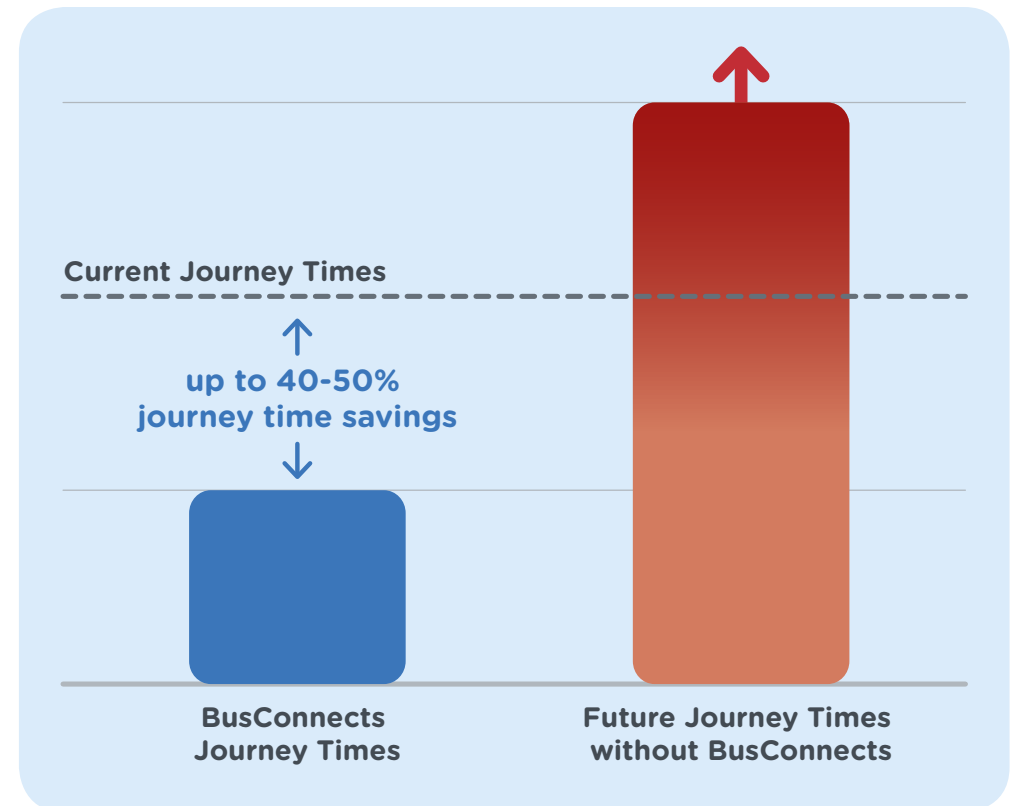 Current Journey Times
up to 40-50%
journey time savings
BusConnects
Journey Times
Future Journey Times
without BusConnects